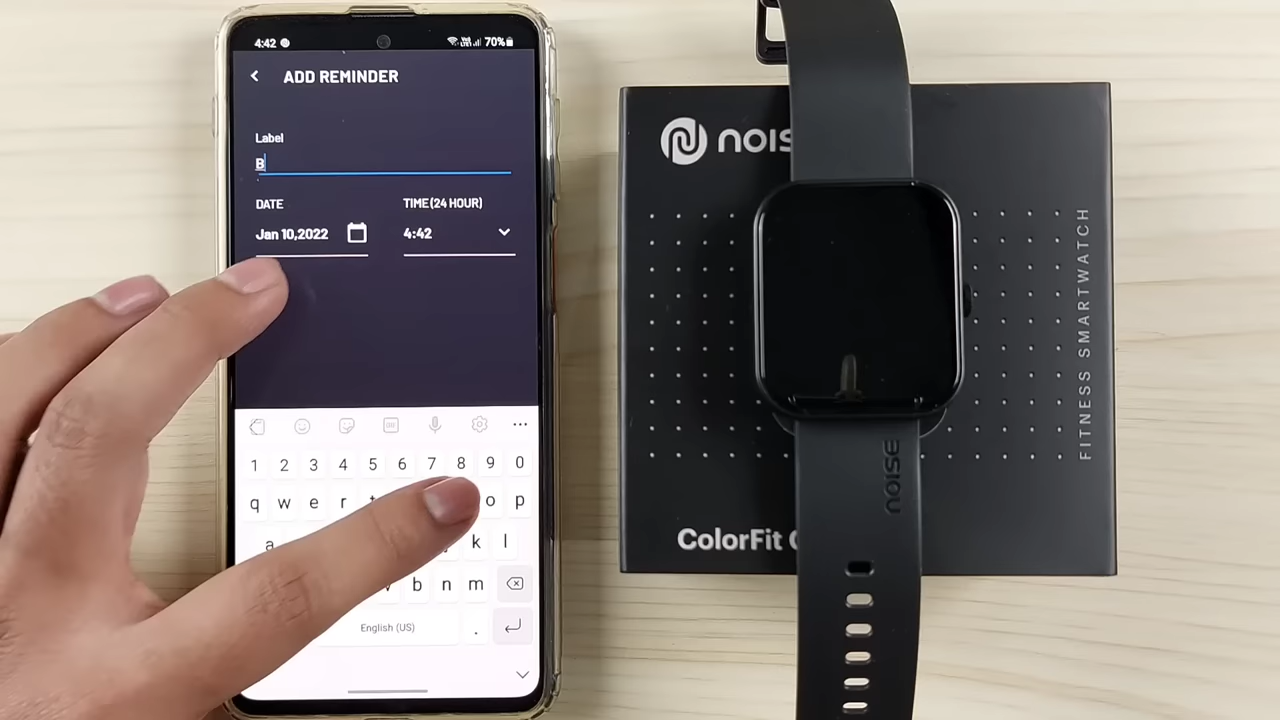 4:42 70%
ADD REMINDER
Label
B
DATE TIME (24 HOUR)
Jan 10,2022 4:42
1 2 3 4 5 6 7 8 9 0
q w e r t o p
a k l
v b n m
English (US) .
NOIS
FITNESS SMARTWATCH
NOISE
ColorFit